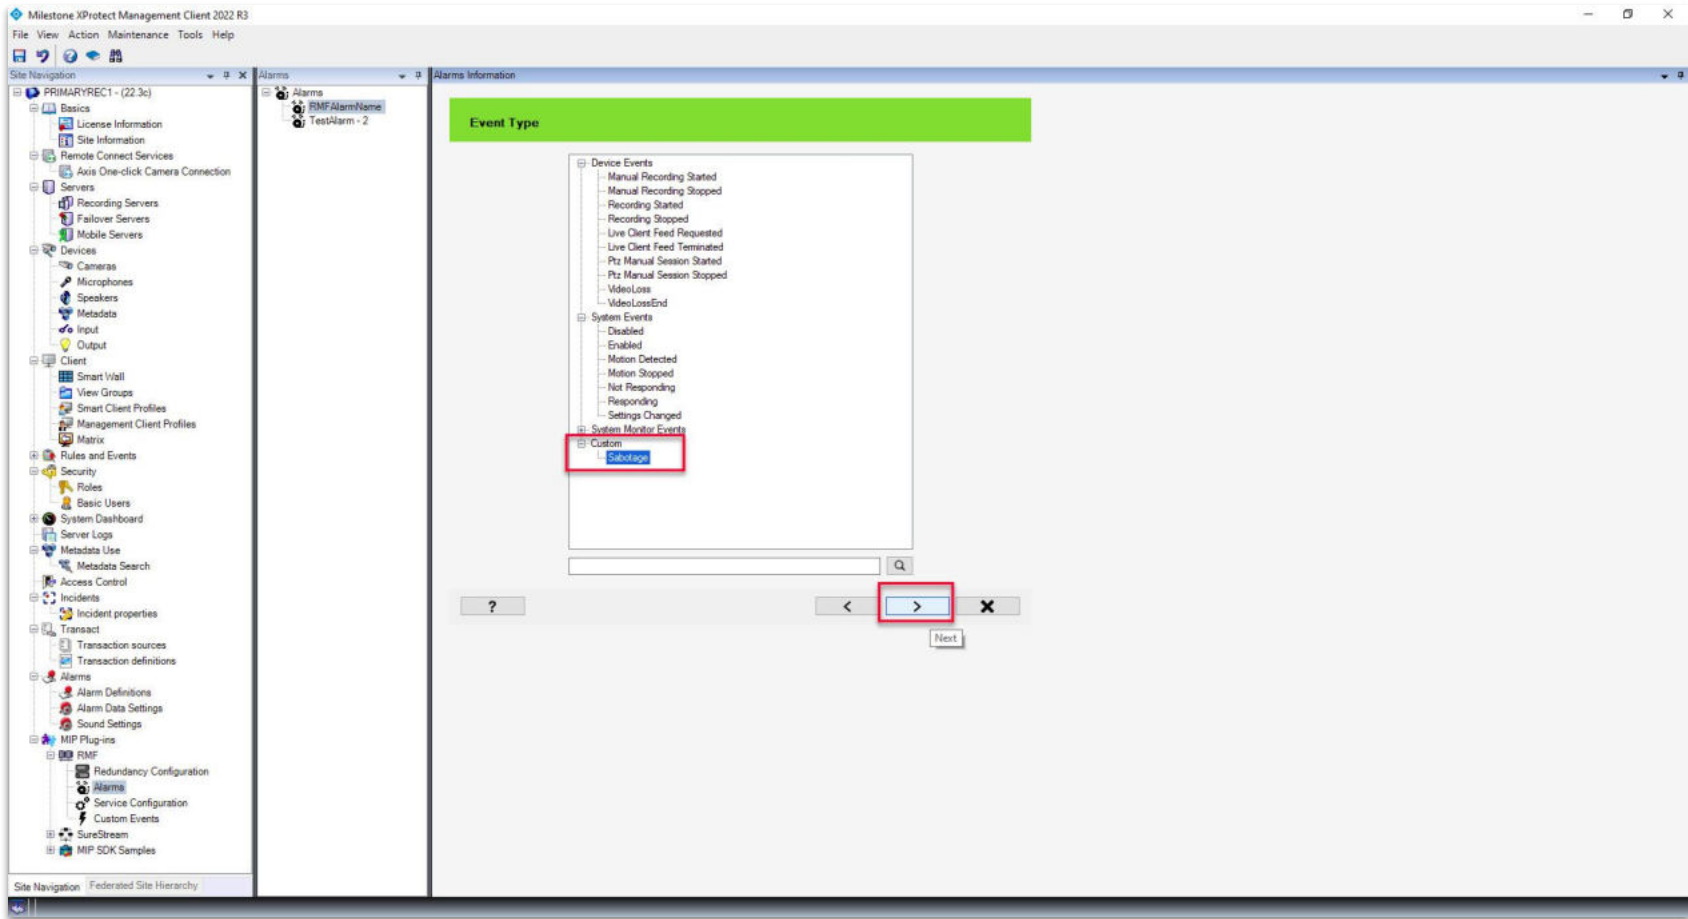 Milestone XProtect Management Client 2022 R3
File View Action Maintenance Tools Help
Site Navigation
PRIMARYREC1 - (22.3c)
Basics
License Information
Site Information
Remote Connect Services
Axis One-click Camera Connection
Servers
Recording Servers
Failover Servers
Mobile Servers
Devices
Cameras
Microphones
Speakers
Metadata
Input
Output
Client
Smart Wall
View Groups
Smart Client Profiles
Management Client Profiles
Matrix
Rules and Events
Security
Roles
Basic Users
System Dashboard
Server Logs
Metadata Use
Metadata Search
Access Control
Incidents
Incident properties
Transact
Transaction sources
Transaction definitions
Alarms
Alarm Definitions
Alarm Data Settings
Sound Settings
MIP Plug-ins
RMF
Redundancy Configuration
Alarms
Service Configuration
Custom Events
SureStream
MIP SDK Samples
Site Navigation Federated Site Hierarchy
Alarms
Alarms
RMFAlarmName
TestAlarm - 2
Alarms Information
Event Type
Device Events
Manual Recording Started
Manual Recording Stopped
Recording Started
Recording Stopped
Live Client Feed Requested
Live Client Feed Terminated
Ptz Manual Session Started
Ptz Manual Session Stopped
VideoLoss
VideoLossEnd
System Events
Disabled
Enabled
Motion Detected
Motion Stopped
Not Responding
Responding
Settings Changed
System Monitor Events
Custom
Sabotage
? < > X
Next